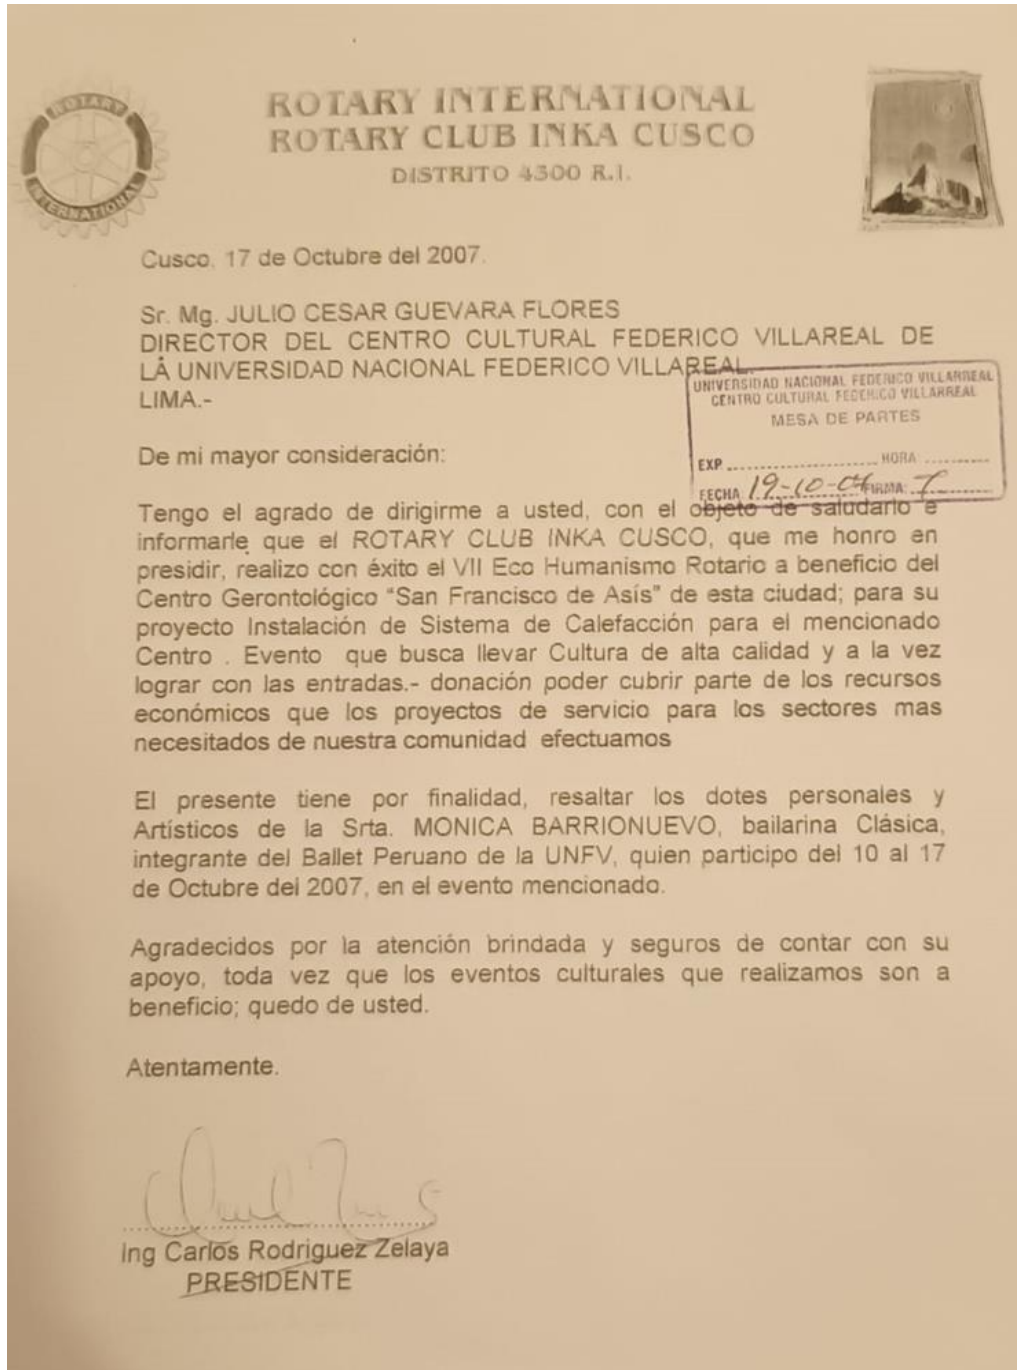 ROTARY INTERNATIONAL
ROTARY CLUB INKA CUSCO
DISTRITO 4300 R.I.
ROTARY
INTERNATIONAL
Cusco, 17 de Octubre del 2007.
Sr. Mg. JULIO CESAR GUEVARA FLORES
DIRECTOR DEL CENTRO CULTURAL FEDERICO VILLAREAL DE
LA UNIVERSIDAD NACIONAL FEDERICO VILLAREAL.
LIMA.-
UNIVERSIDAD NACIONAL FEDERICO VILLARREAL
CENTRO CULTURAL FEDERICO VILLARREAL
MESA DE PARTES
EXP ........................ HORA ............
FECHA 19-10- FIRMA:
De mi mayor consideración:
Tengo el agrado de dirigirme a usted, con el objeto de saludarlo e
informarle que el ROTARY CLUB INKA CUSCO, que me honro en
presidir, realizo con éxito el VII Eco Humanismo Rotario a beneficio del
Centro Gerontológico “San Francisco de Asís” de esta ciudad; para su
proyecto Instalación de Sistema de Calefacción para el mencionado
Centro . Evento que busca llevar Cultura de alta calidad y a la vez
lograr con las entradas.- donación poder cubrir parte de los recursos
económicos que los proyectos de servicio para los sectores mas
necesitados de nuestra comunidad efectuamos
El presente tiene por finalidad, resaltar los dotes personales y
Artísticos de la Srta. MONICA BARRIONUEVO, bailarina Clásica,
integrante del Ballet Peruano de la UNFV, quien participo del 10 al 17
de Octubre del 2007, en el evento mencionado.
Agradecidos por la atención brindada y seguros de contar con su
apoyo, toda vez que los eventos culturales que realizamos son a
beneficio; quedo de usted.
Atentamente.
Ing Carlos Rodriguez Zelaya
PRESIDENTE